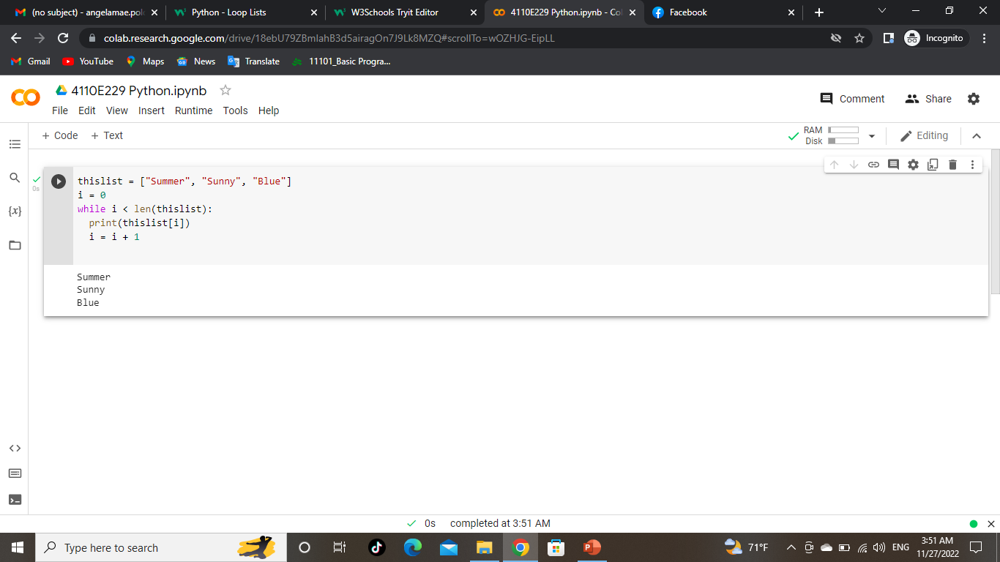 (no subject) - angelamae.pol
Python - Loop Lists
W3Schools Tryit Editor
4110E229 Python.ipynb - Co
Facebook
colab.research.google.com/drive/18ebU79ZBmlahB3d5airagOn7J9Lk8MZQ#scrollTo=wOZHJG-EipLL
Incognito
Gmail
YouTube
Maps
News
Translate
11101_Basic Progra...
4110E229 Python.ipynb
Comment
Share
File Edit View Insert Runtime Tools Help
+ Code + Text
RAM
Disk
Editing
0s
thislist = ["Summer", "Sunny", "Blue"]
i = 0
while i < len(thislist):
  print(thislist[i])
  i = i + 1
{x}
Summer
Sunny
Blue
0s completed at 3:51 AM
Type here to search
71°F
ENG
3:51 AM
11/27/2022